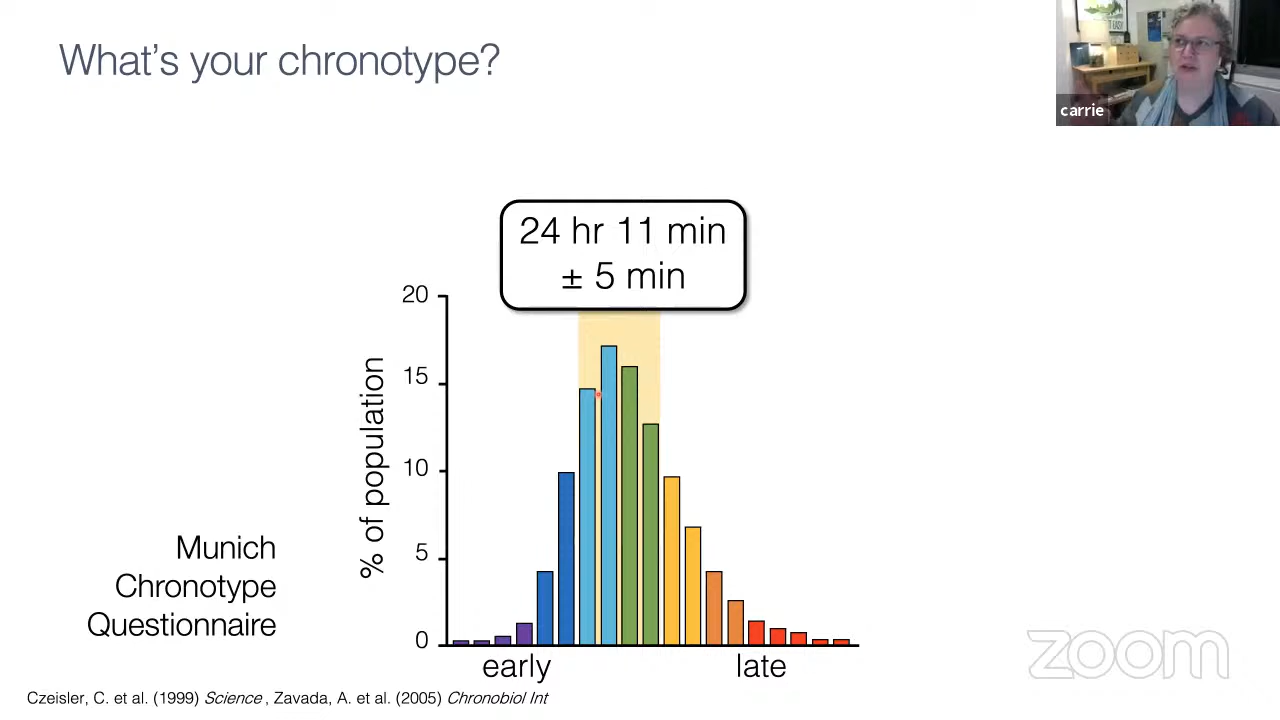 What's your chronotype?
carrie
24 hr 11 min
± 5 min
20
15
10
5
0
% of population
early
late
Munich
Chronotype
Questionnaire
zoom
Czeisler, C. et al. (1999) Science , Zavada, A. et al. (2005) Chronobiol Int